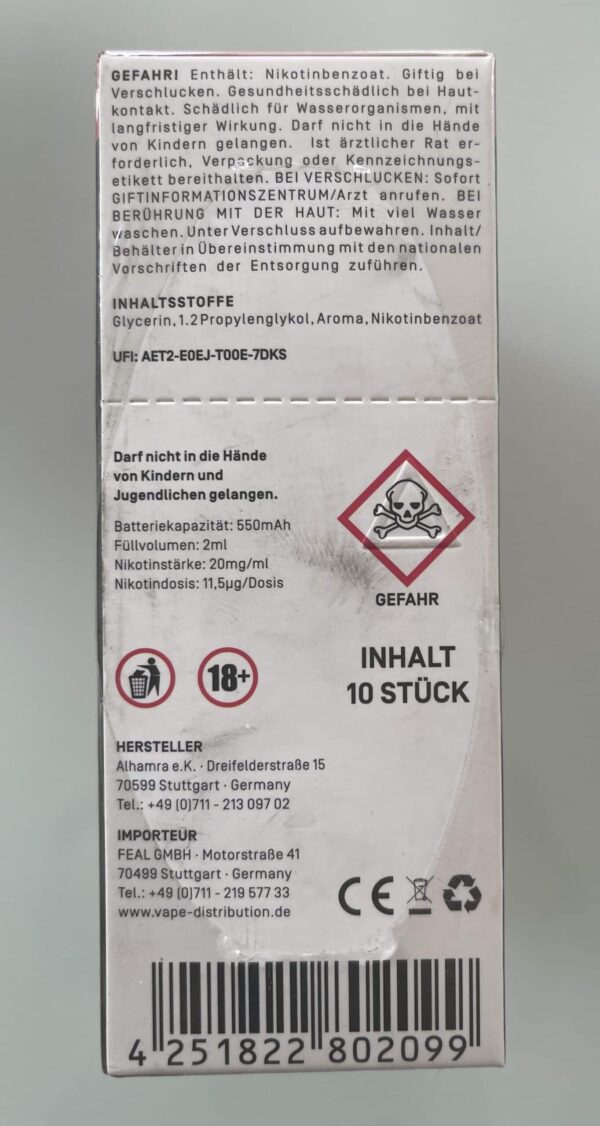 GEFAHR! Enthält: Nikotinbenzoat. Giftig bei
Verschlucken. Gesundheitsschädlich bei Haut-
kontakt. Schädlich für Wasserorganismen, mit
langfristiger Wirkung. Darf nicht in die Hände
von Kindern gelangen. Ist ärztlicher Rat er-
forderlich, Verpackung oder Kennzeichnungs-
etikett bereithalten. BEI VERSCHLUCKEN: Sofort
GIFTINFORMATIONSZENTRUM/Arzt anrufen. BEI
BERÜHRUNG MIT DER HAUT: Mit viel Wasser
waschen. Unter Verschluss aufbewahren. Inhalt/
Behälter in Übereinstimmung mit den nationalen
Vorschriften der Entsorgung zuführen.
INHALTSSTOFFE
Glycerin, 1.2 Propylenglykol, Aroma, Nikotinbenzoat
UFI: AET2-E0EJ-T00E-7DKS
Darf nicht in die Hände
von Kindern und
Jugendlichen gelangen.
Batteriekapazität: 550mAh
Füllvolumen: 2ml
Nikotinstärke: 20mg/ml
Nikotindosis: 11,5µg/Dosis
GEFAHR
18+
INHALT
10 STÜCK
HERSTELLER
Alhamra e.K. · Dreifelderstraße 15
70599 Stuttgart · Germany
Tel.: +49 (0)711 - 213 097 02
IMPORTEUR
FEAL GMBH · Motorstraße 41
70499 Stuttgart · Germany
Tel.: +49 (0)711 - 219 577 33
www.vape-distribution.de
CE
4 251822 802099